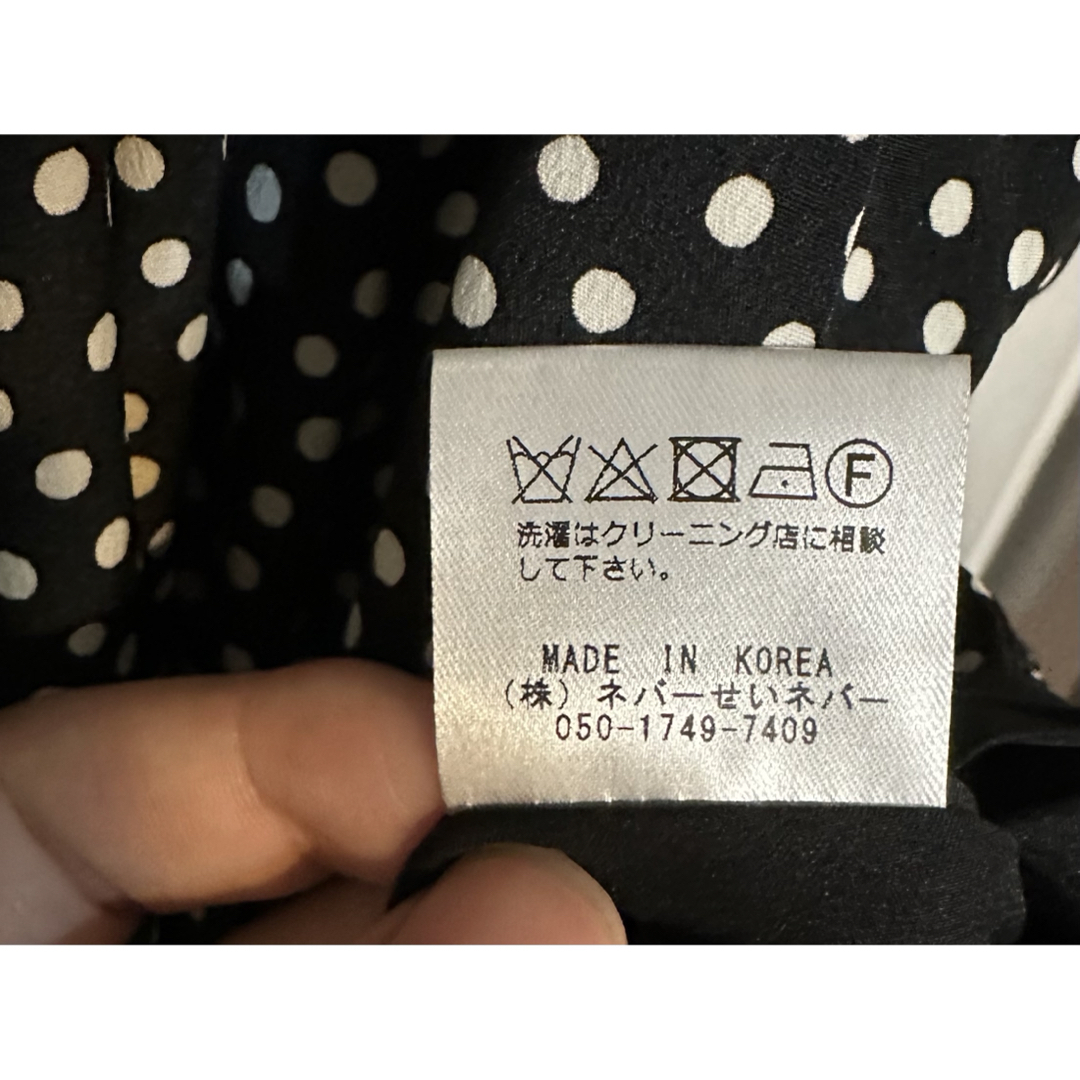 F
洗濯はクリーニング店に相談
して下さい。
MADE IN KOREA
(株) ネバーせいネバー
050-1749-7409